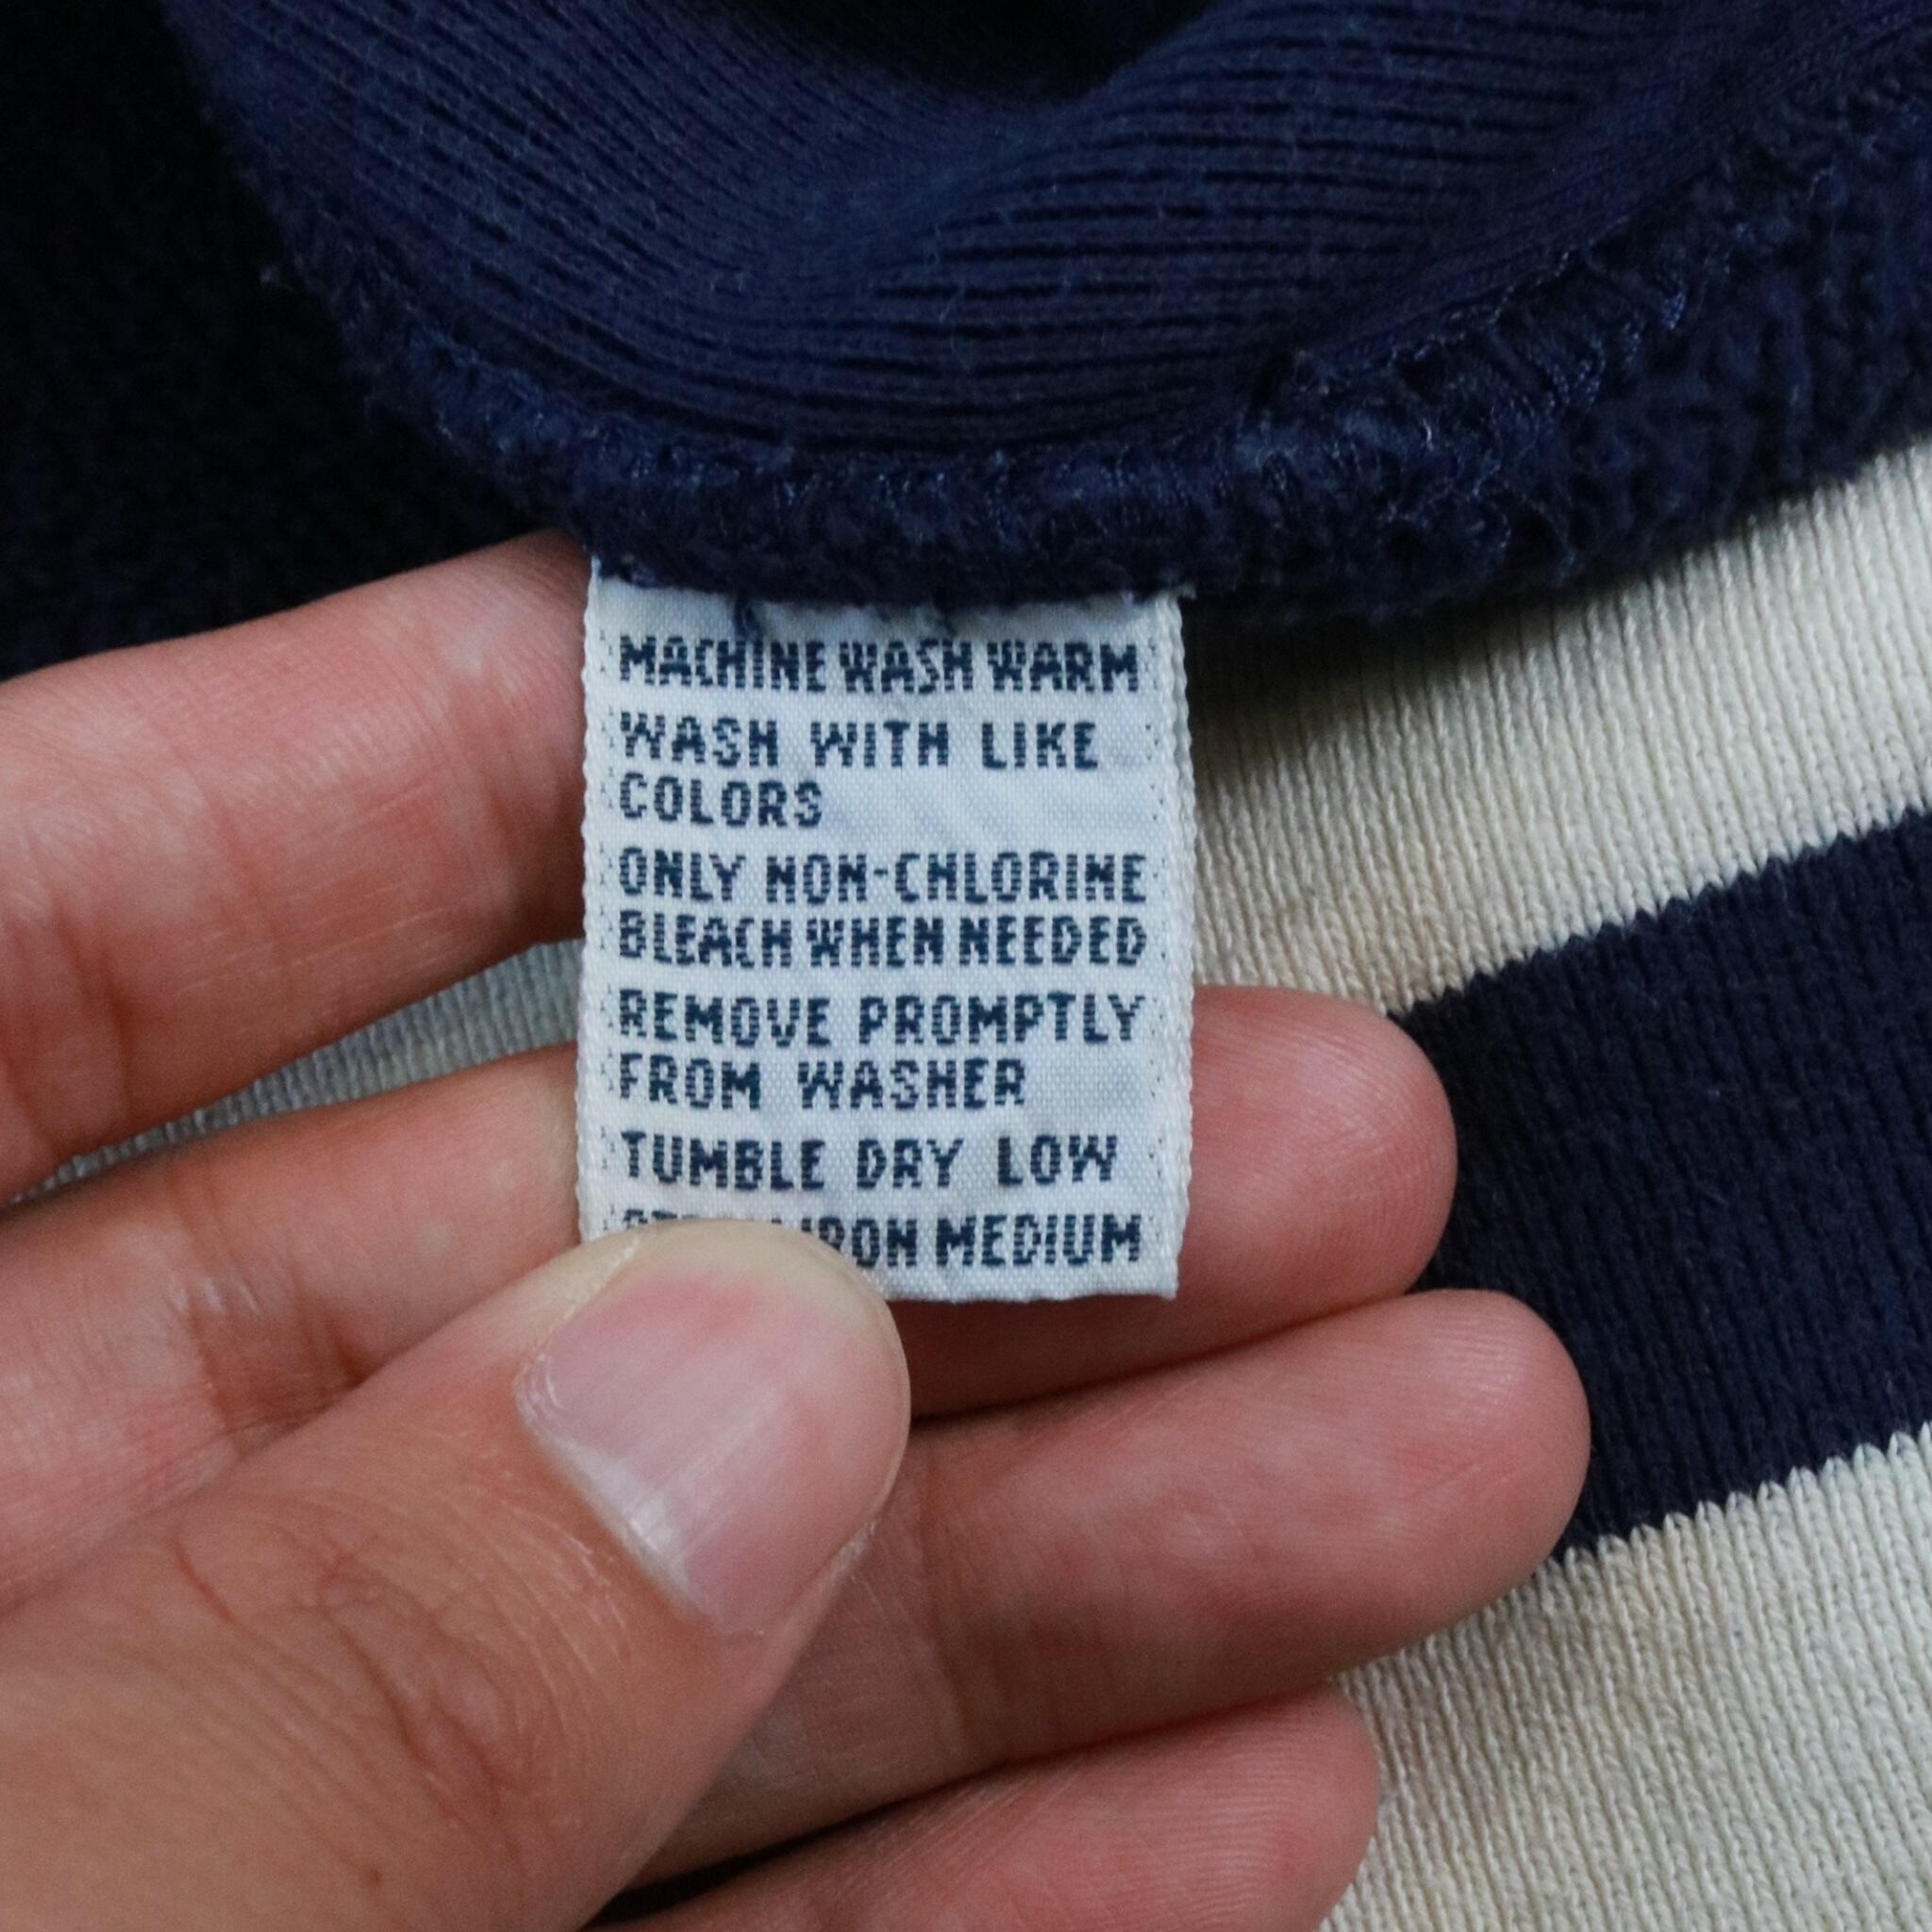 MACHINE WASH WARM
WASH WITH LIKE
COLORS
ONLY NON-CHLORINE
BLEACH WHEN NEEDED
REMOVE PROMPTLY
FROM WASHER
TUMBLE DRY LOW
IRON MEDIUM